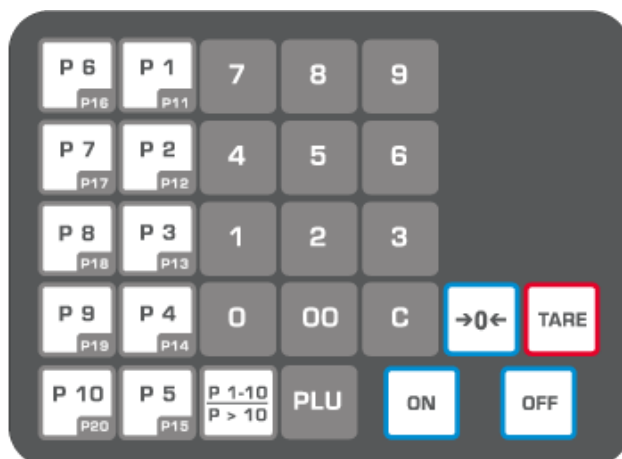 P 6 P 1 7 8 9
P16 P11
P 7 P 2 4 5 6
P17 P12
P 8 P 3 1 2 3
P18 P13
P 9 P 4 0 00 C →0← TARE
P19 P14
P 10 P 5 P 1-10 PLU ON OFF
P > 10
P20 P15